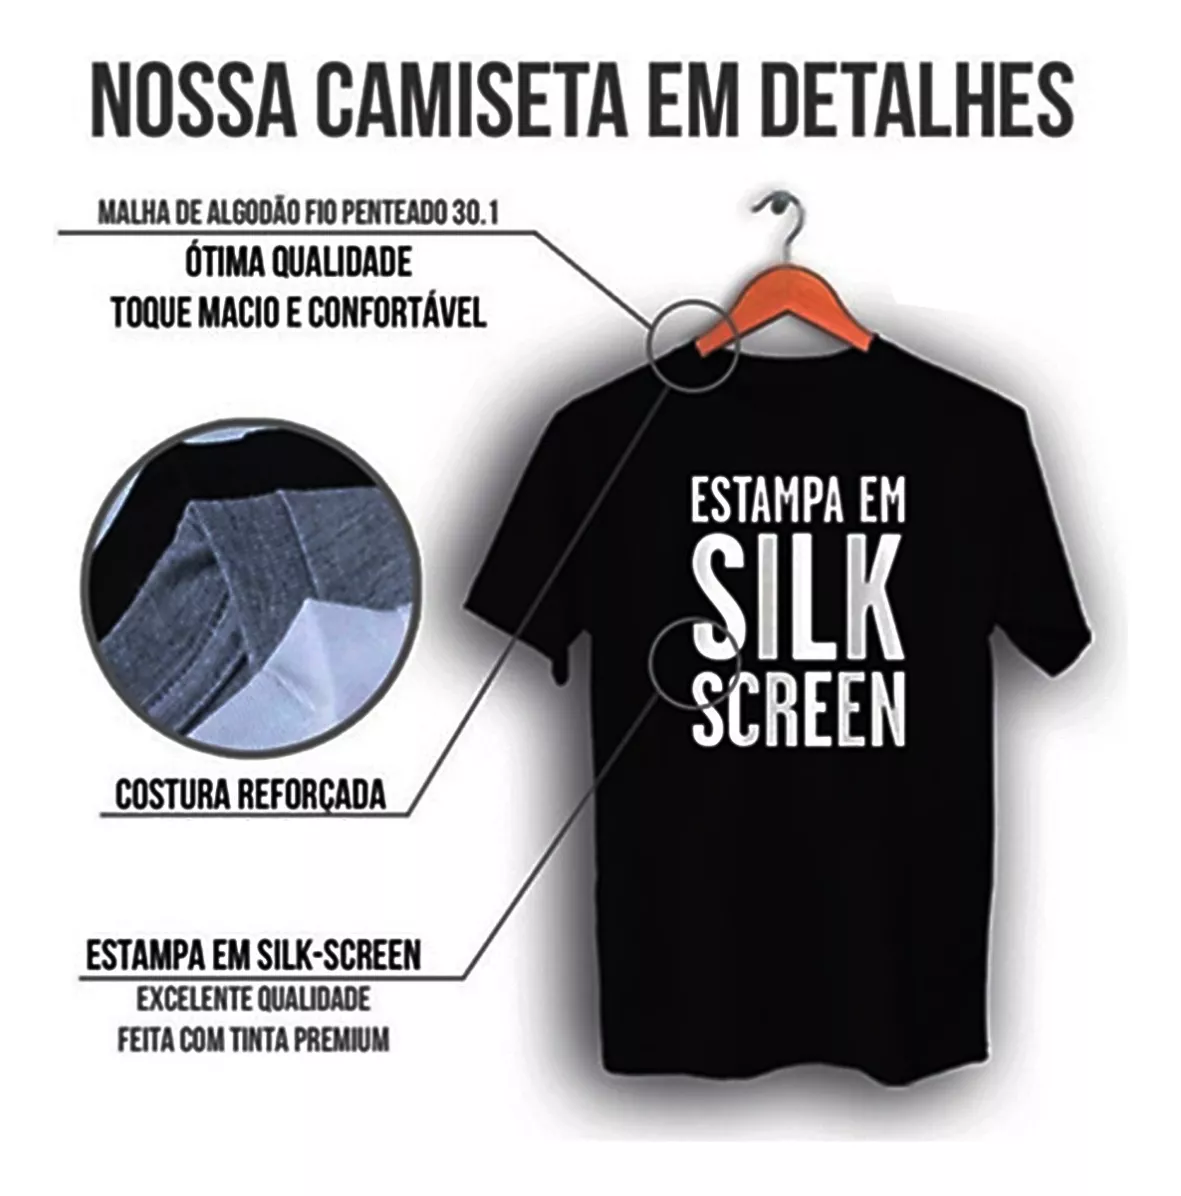 NOSSA CAMISETA EM DETALHES
MALHA DE ALGODÃO FIO PENTEADO 30.1
ÓTIMA QUALIDADE
TOQUE MACIO E CONFORTÁVEL
ESTAMPA EM
SILK
SCREEN
COSTURA REFORÇADA
ESTAMPA EM SILK-SCREEN
EXCELENTE QUALIDADE
FEITA COM TINTA PREMIUM